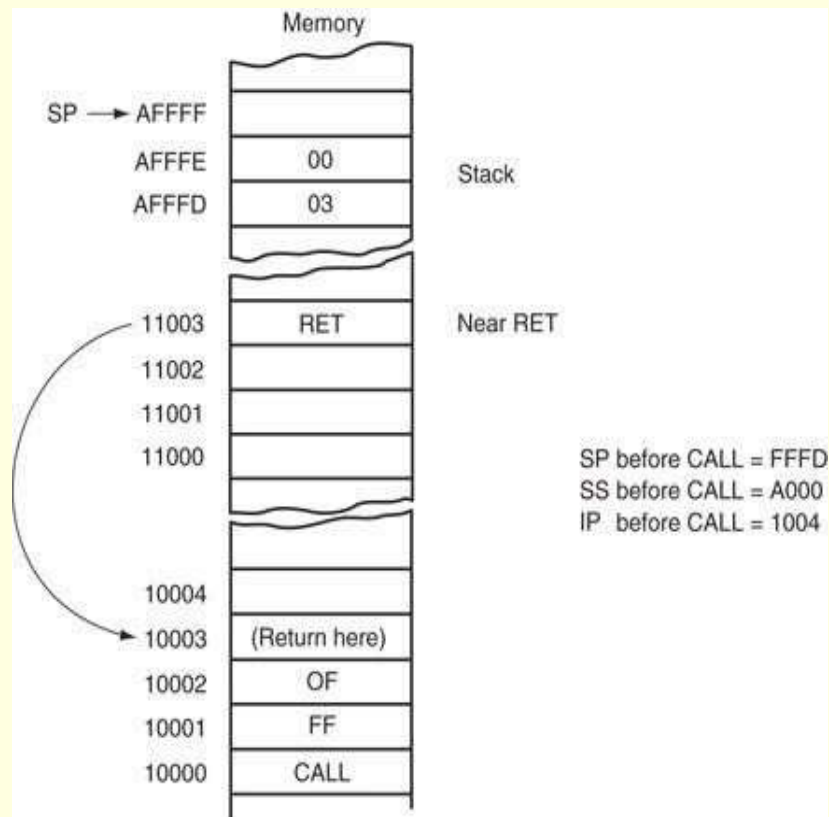 Memory
SP AFFFF
AFFFE 00
Stack
AFFFD 03
11003 RET Near RET
11002
11001
11000
SP before CALL = FFFD
SS before CALL = A000
IP before CALL = 1004
10004
10003 (Return here)
10002 OF
10001 FF
10000 CALL